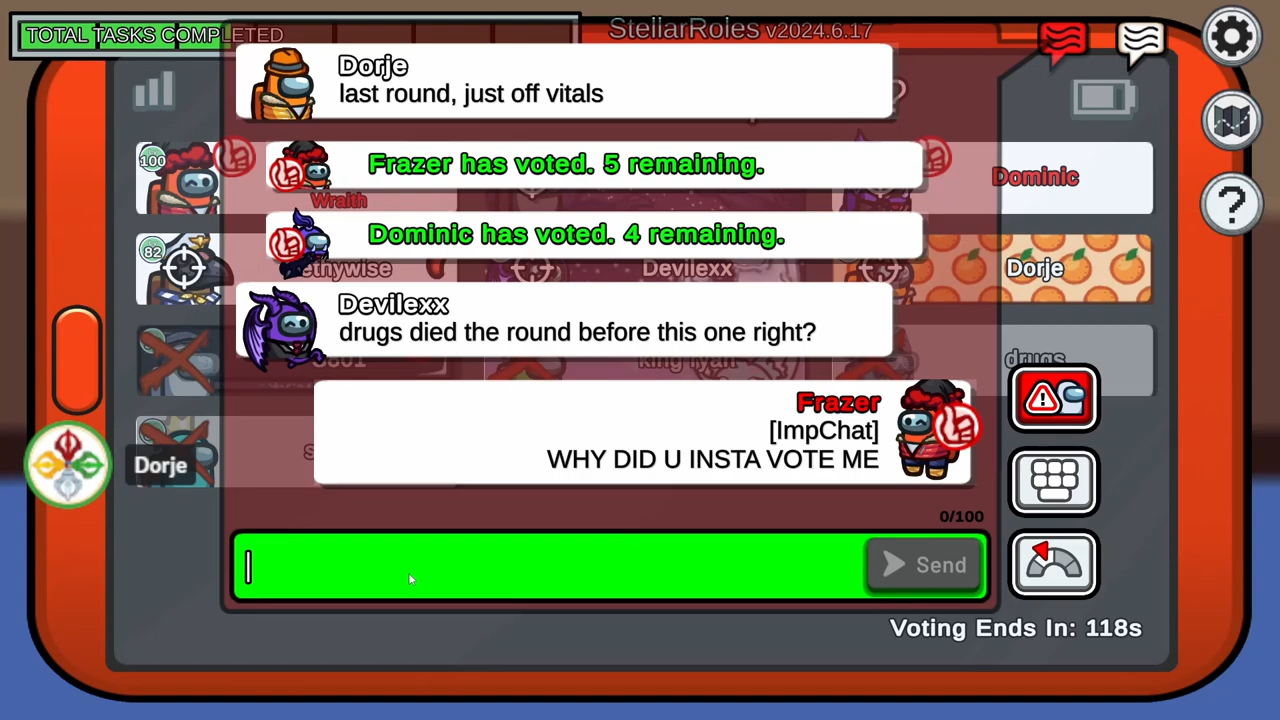 TOTAL TASKS COMPLETED
StellarRoles v2024.6.17
Dorje
last round, just off vitals
100
Frazer has voted. 5 remaining.
Dominic
Wraith
Dominic has voted. 4 remaining.
82
ethywise
Devilexx
Dorje
Devilexx
drugs died the round before this one right?
drugs
Frazer
[ImpChat]
WHY DID U INSTA VOTE ME
Dorje
0/100
Send
Voting Ends In: 118s